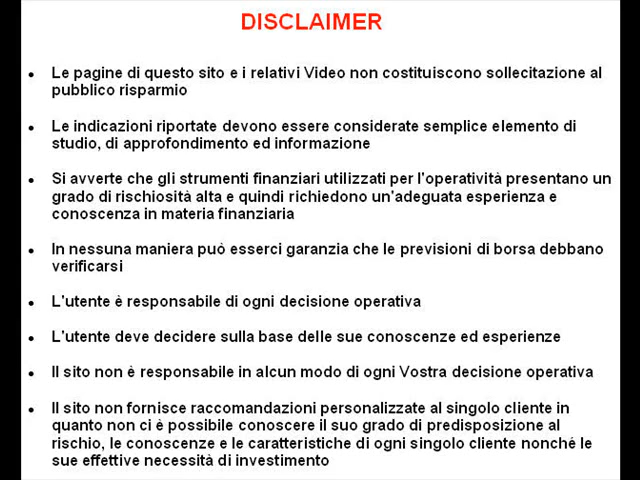 DISCLAIMER
• Le pagine di questo sito e i relativi Video non costituiscono sollecitazione al
pubblico risparmio
• Le indicazioni riportate devono essere considerate semplice elemento di
studio, di approfondimento ed informazione
• Si avverte che gli strumenti finanziari utilizzati per l'operatività presentano un
grado di rischiosità alta e quindi richiedono un'adeguata esperienza e
conoscenza in materia finanziaria
• In nessuna maniera può esserci garanzia che le previsioni di borsa debbano
verificarsi
• L'utente è responsabile di ogni decisione operativa
• L'utente deve decidere sulla base delle sue conoscenze ed esperienze
• Il sito non è responsabile in alcun modo di ogni Vostra decisione operativa
• Il sito non fornisce raccomandazioni personalizzate al singolo cliente in
quanto non ci è possibile conoscere il suo grado di predisposizione al
rischio, le conoscenze e le caratteristiche di ogni singolo cliente nonché le
sue effettive necessità di investimento